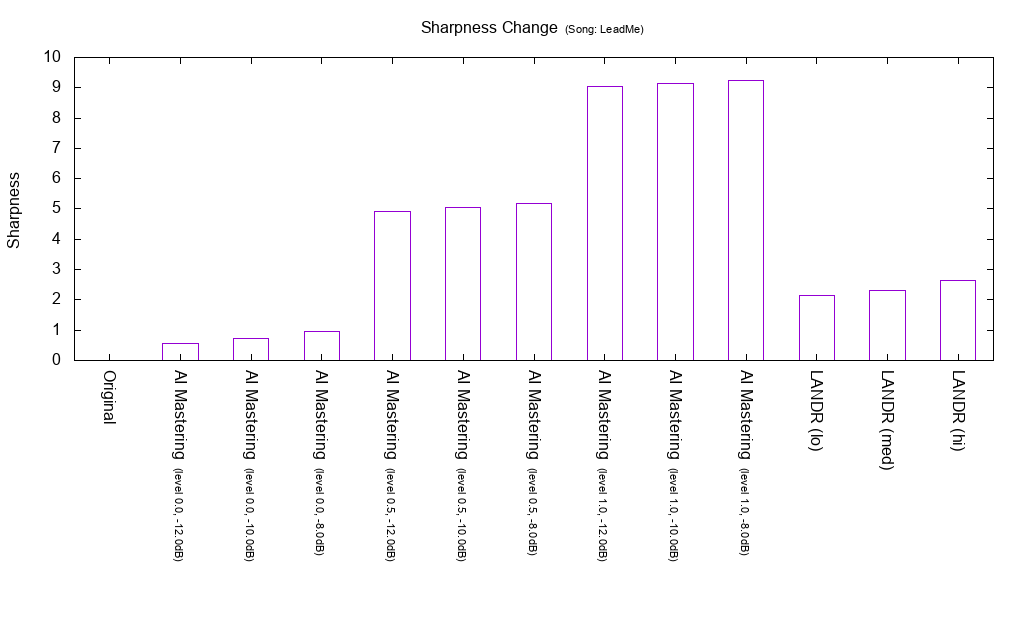 Sharpness Change (Song: LeadMe)
10
9
8
7
6
5
4
3
2
1
0
Sharpness
Original
AI Mastering (level 0.0, -12.0dB)
AI Mastering (level 0.0, -10.0dB)
AI Mastering (level 0.0, -8.0dB)
AI Mastering (level 0.5, -12.0dB)
AI Mastering (level 0.5, -10.0dB)
AI Mastering (level 0.5, -8.0dB)
AI Mastering (level 1.0, -12.0dB)
AI Mastering (level 1.0, -10.0dB)
AI Mastering (level 1.0, -8.0dB)
LANDR (lo)
LANDR (med)
LANDR (hi)